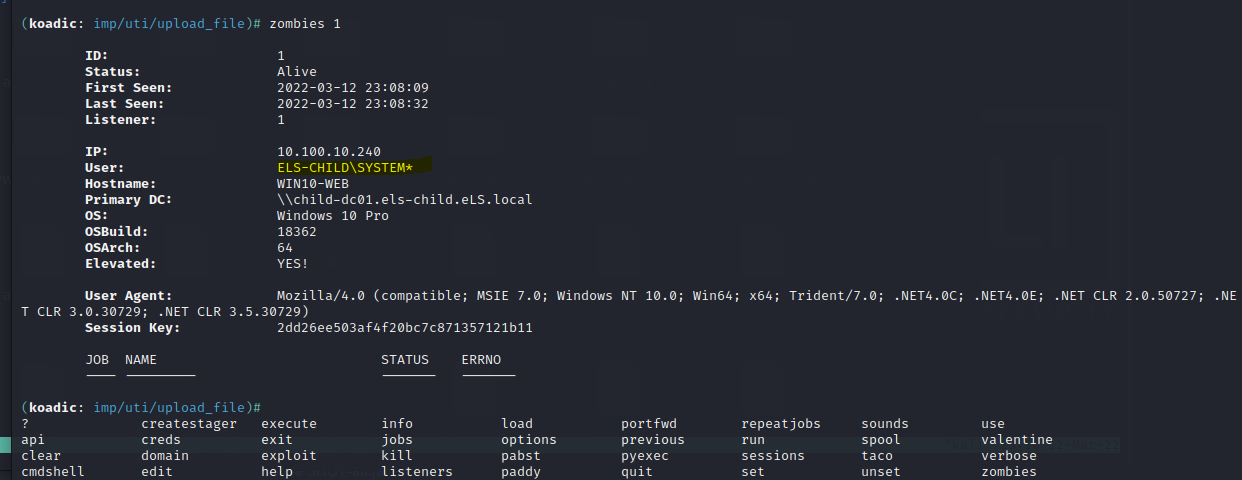 (koadic: imp/uti/upload_file)# zombies 1
ID: 1
Status: Alive
First Seen: 2022-03-12 23:08:09
Last Seen: 2022-03-12 23:08:32
Listener: 1
IP: 10.100.10.240
User: ELS-CHILD\SYSTEM*
Hostname: WIN10-WEB
Primary DC: \\child-dc01.els-child.eLS.local
OS: Windows 10 Pro
OSBuild: 18362
OSArch: 64
Elevated: YES!
User Agent: Mozilla/4.0 (compatible; MSIE 7.0; Windows NT 10.0; Win64; x64; Trident/7.0; .NET4.0C; .NET4.0E; .NET CLR 2.0.50727; .NE
T CLR 3.0.30729; .NET CLR 3.5.30729)
Session Key: 2dd26ee503af4f20bc7c871357121b11
JOB NAME STATUS ERRNO
(koadic: imp/uti/upload_file)#
? createstager execute info load portfwd repeatjobs sounds use
api creds exit jobs options previous run spool valentine
clear domain exploit kill pabst pyexec sessions taco verbose
cmdshell edit help listeners paddy quit set unset zombies